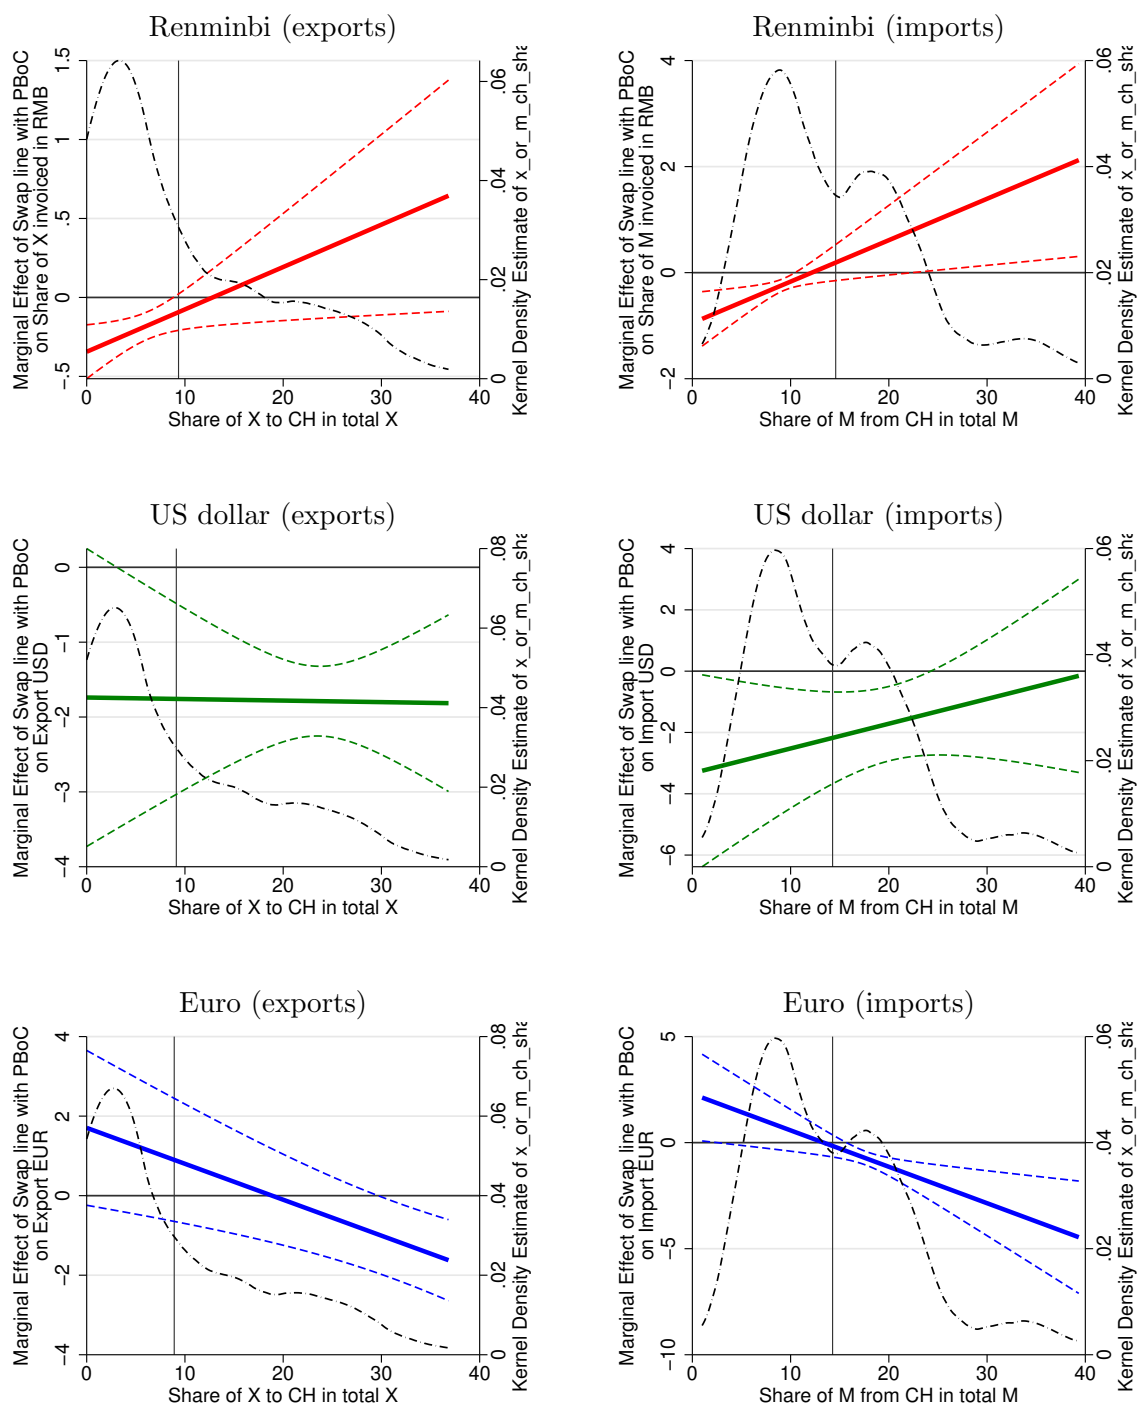 Renminbi (exports)
Marginal Effect of Swap line with PBoC
on Share of X invoiced in RMB
-.5 0 .5 1 1.5
0 .02 .04 .06
Kernel Density Estimate of x_or_m_ch_sha
0 10 20 30 40
Share of X to CH in total X
Renminbi (imports)
Marginal Effect of Swap line with PBoC
on Share of M invoiced in RMB
-2 0 2 4
0 .02 .04 .06
Kernel Density Estimate of x_or_m_ch_sha
0 10 20 30 40
Share of M from CH in total M
US dollar (exports)
Marginal Effect of Swap line with PBoC
on Export USD
-4 -3 -2 -1 0
0 .02 .04 .06 .08
Kernel Density Estimate of x_or_m_ch_sha
0 10 20 30 40
Share of X to CH in total X
US dollar (imports)
Marginal Effect of Swap line with PBoC
on Import USD
-6 -4 -2 0 2 4
0 .02 .04 .06
Kernel Density Estimate of x_or_m_ch_sha
0 10 20 30 40
Share of M from CH in total M
Euro (exports)
Marginal Effect of Swap line with PBoC
on Export EUR
-4 -2 0 2 4
0 .02 .04 .06 .08
Kernel Density Estimate of x_or_m_ch_sha
0 10 20 30 40
Share of X to CH in total X
Euro (imports)
Marginal Effect of Swap line with PBoC
on Import EUR
-10 -5 0 5
0 .02 .04 .06
Kernel Density Estimate of x_or_m_ch_sha
0 10 20 30 40
Share of M from CH in total M